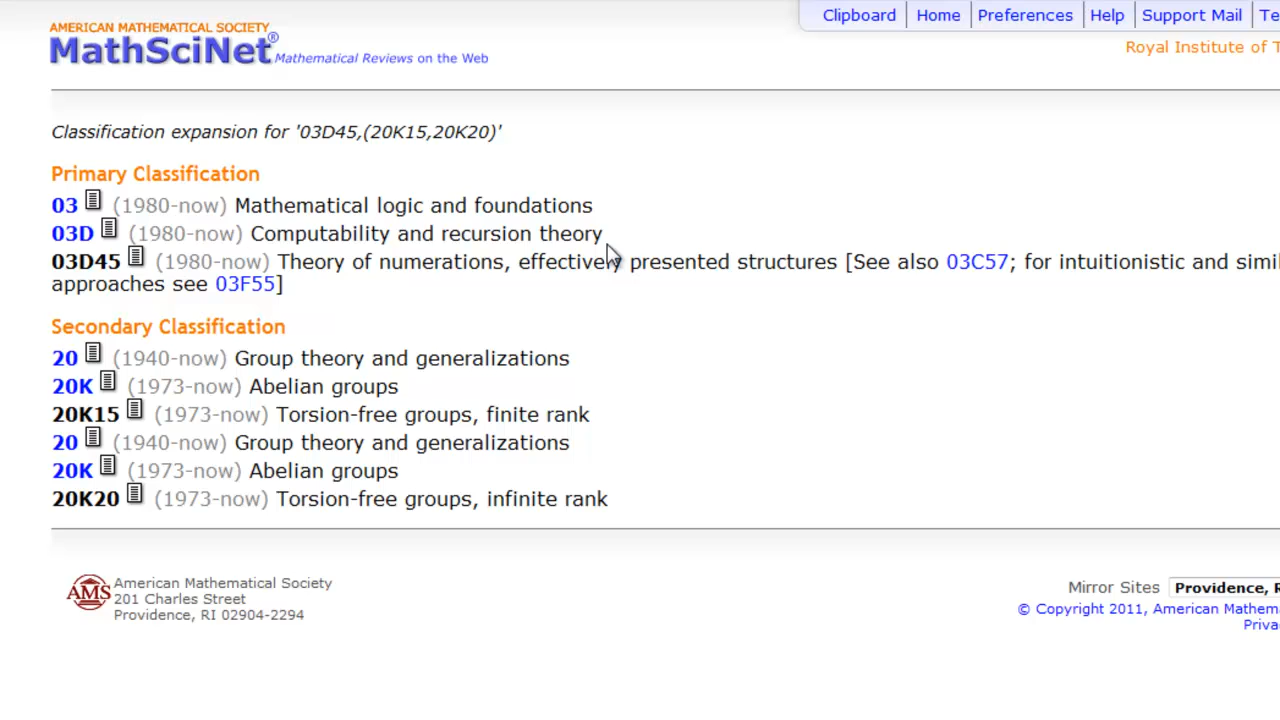 Clipboard Home Preferences Help Support Mail Te
AMERICAN MATHEMATICAL SOCIETY
MathSciNet® Mathematical Reviews on the Web
Royal Institute of T
Classification expansion for '03D45,(20K15,20K20)'
Primary Classification
03 (1980-now) Mathematical logic and foundations
03D (1980-now) Computability and recursion theory
03D45 (1980-now) Theory of numerations, effectively presented structures [See also 03C57; for intuitionistic and simil
approaches see 03F55]
Secondary Classification
20 (1940-now) Group theory and generalizations
20K (1973-now) Abelian groups
20K15 (1973-now) Torsion-free groups, finite rank
20 (1940-now) Group theory and generalizations
20K (1973-now) Abelian groups
20K20 (1973-now) Torsion-free groups, infinite rank
AMS
American Mathematical Society
201 Charles Street
Providence, RI 02904-2294
Mirror Sites Providence, R
© Copyright 2011, American Mathema
Priva